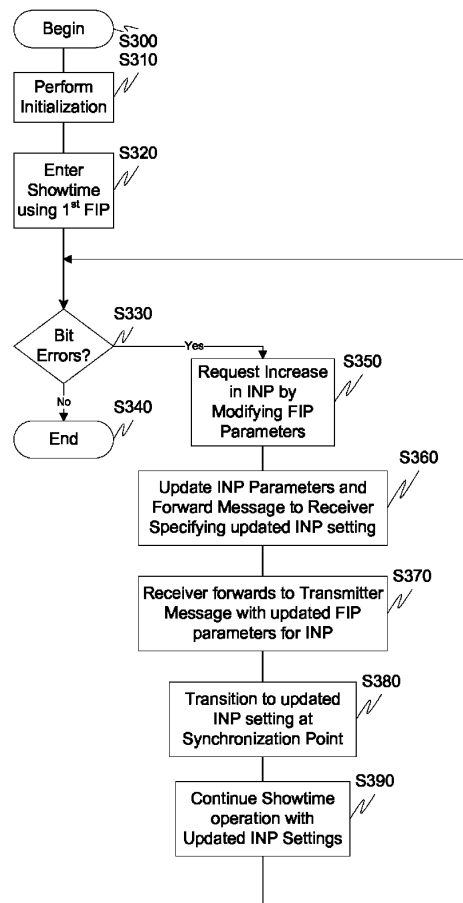 Begin
S300
S310
Perform
Initialization
S320
Enter
Showtime
using 1st FIP
S330
Bit
Errors?
Yes
No
S340
End
S350
Request Increase
in INP by
Modifying FIP
Parameters
S360
Update INP Parameters and
Forward Message to Receiver
Specifying updated INP setting
S370
Receiver forwards to Transmitter
Message with updated FIP
parameters for INP
S380
Transition to updated
INP setting at
Synchronization Point
S390
Continue Showtime
operation with
Updated INP Settings